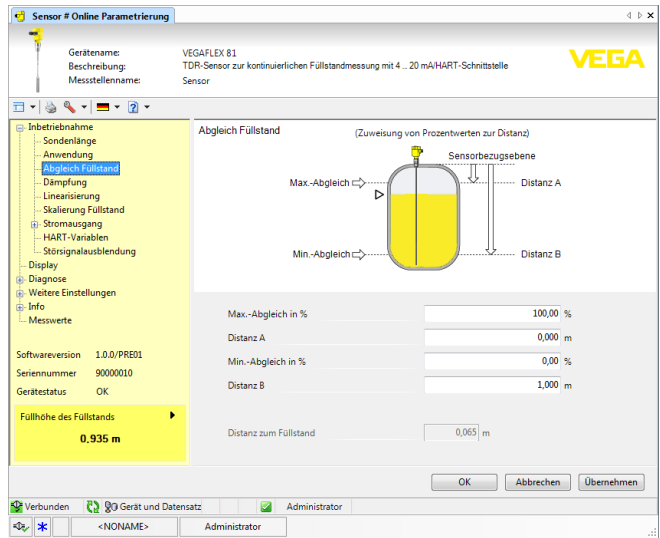 Sensor # Online Parametrierung
Gerätename: VEGAFLEX 81
Beschreibung: TDR-Sensor zur kontinuierlichen Füllstandmessung mit 4 .. 20 mA/HART-Schnittstelle
Messstellenname: Sensor
VEGA
Inbetriebnahme
Sondenlänge
Anwendung
Abgleich Füllstand
Dämpfung
Linearisierung
Skalierung Füllstand
Stromausgang
HART-Variablen
Störsignalausblendung
Display
Diagnose
Weitere Einstellungen
Info
Messwerte
Softwareversion 1.0.0/PRE01
Seriennummer 90000010
Gerätestatus OK
Füllhöhe des Füllstands
0,935 m
Abgleich Füllstand
(Zuweisung von Prozentwerten zur Distanz)
Sensorbezugsebene
Max.-Abgleich
Distanz A
Min.-Abgleich
Distanz B
Max.-Abgleich in % 100,00 %
Distanz A 0,000 m
Min.-Abgleich in % 0,00 %
Distanz B 1,000 m
Distanz zum Füllstand 0,065 m
OK Abbrechen Übernehmen
Verbunden Gerät und Datensatz Administrator
<NONAME> Administrator